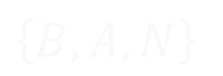 {B, A, N}